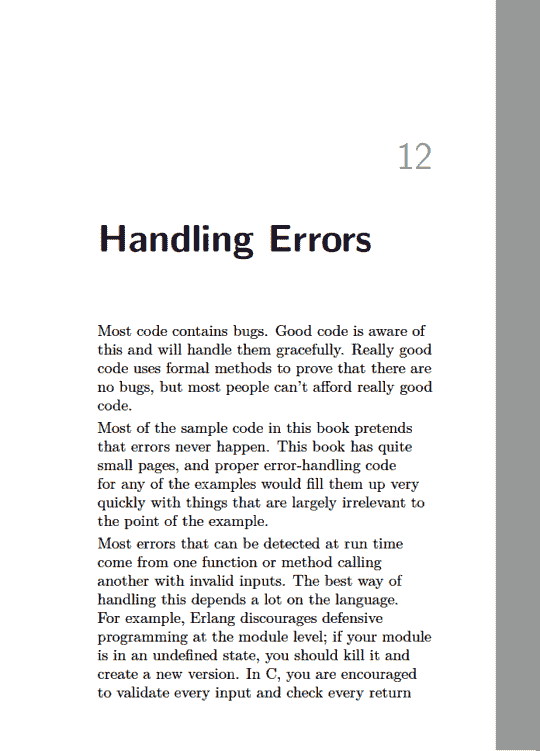 12
Handling Errors
Most code contains bugs. Good code is aware of
this and will handle them gracefully. Really good
code uses formal methods to prove that there are
no bugs, but most people can't afford really good
code.
Most of the sample code in this book pretends
that errors never happen. This book has quite
small pages, and proper error-handling code
for any of the examples would fill them up very
quickly with things that are largely irrelevant to
the point of the example.
Most errors that can be detected at run time
come from one function or method calling
another with invalid inputs. The best way of
handling this depends a lot on the language.
For example, Erlang discourages defensive
programming at the module level; if your module
is in an undefined state, you should kill it and
create a new version. In C, you are encouraged
to validate every input and check every return